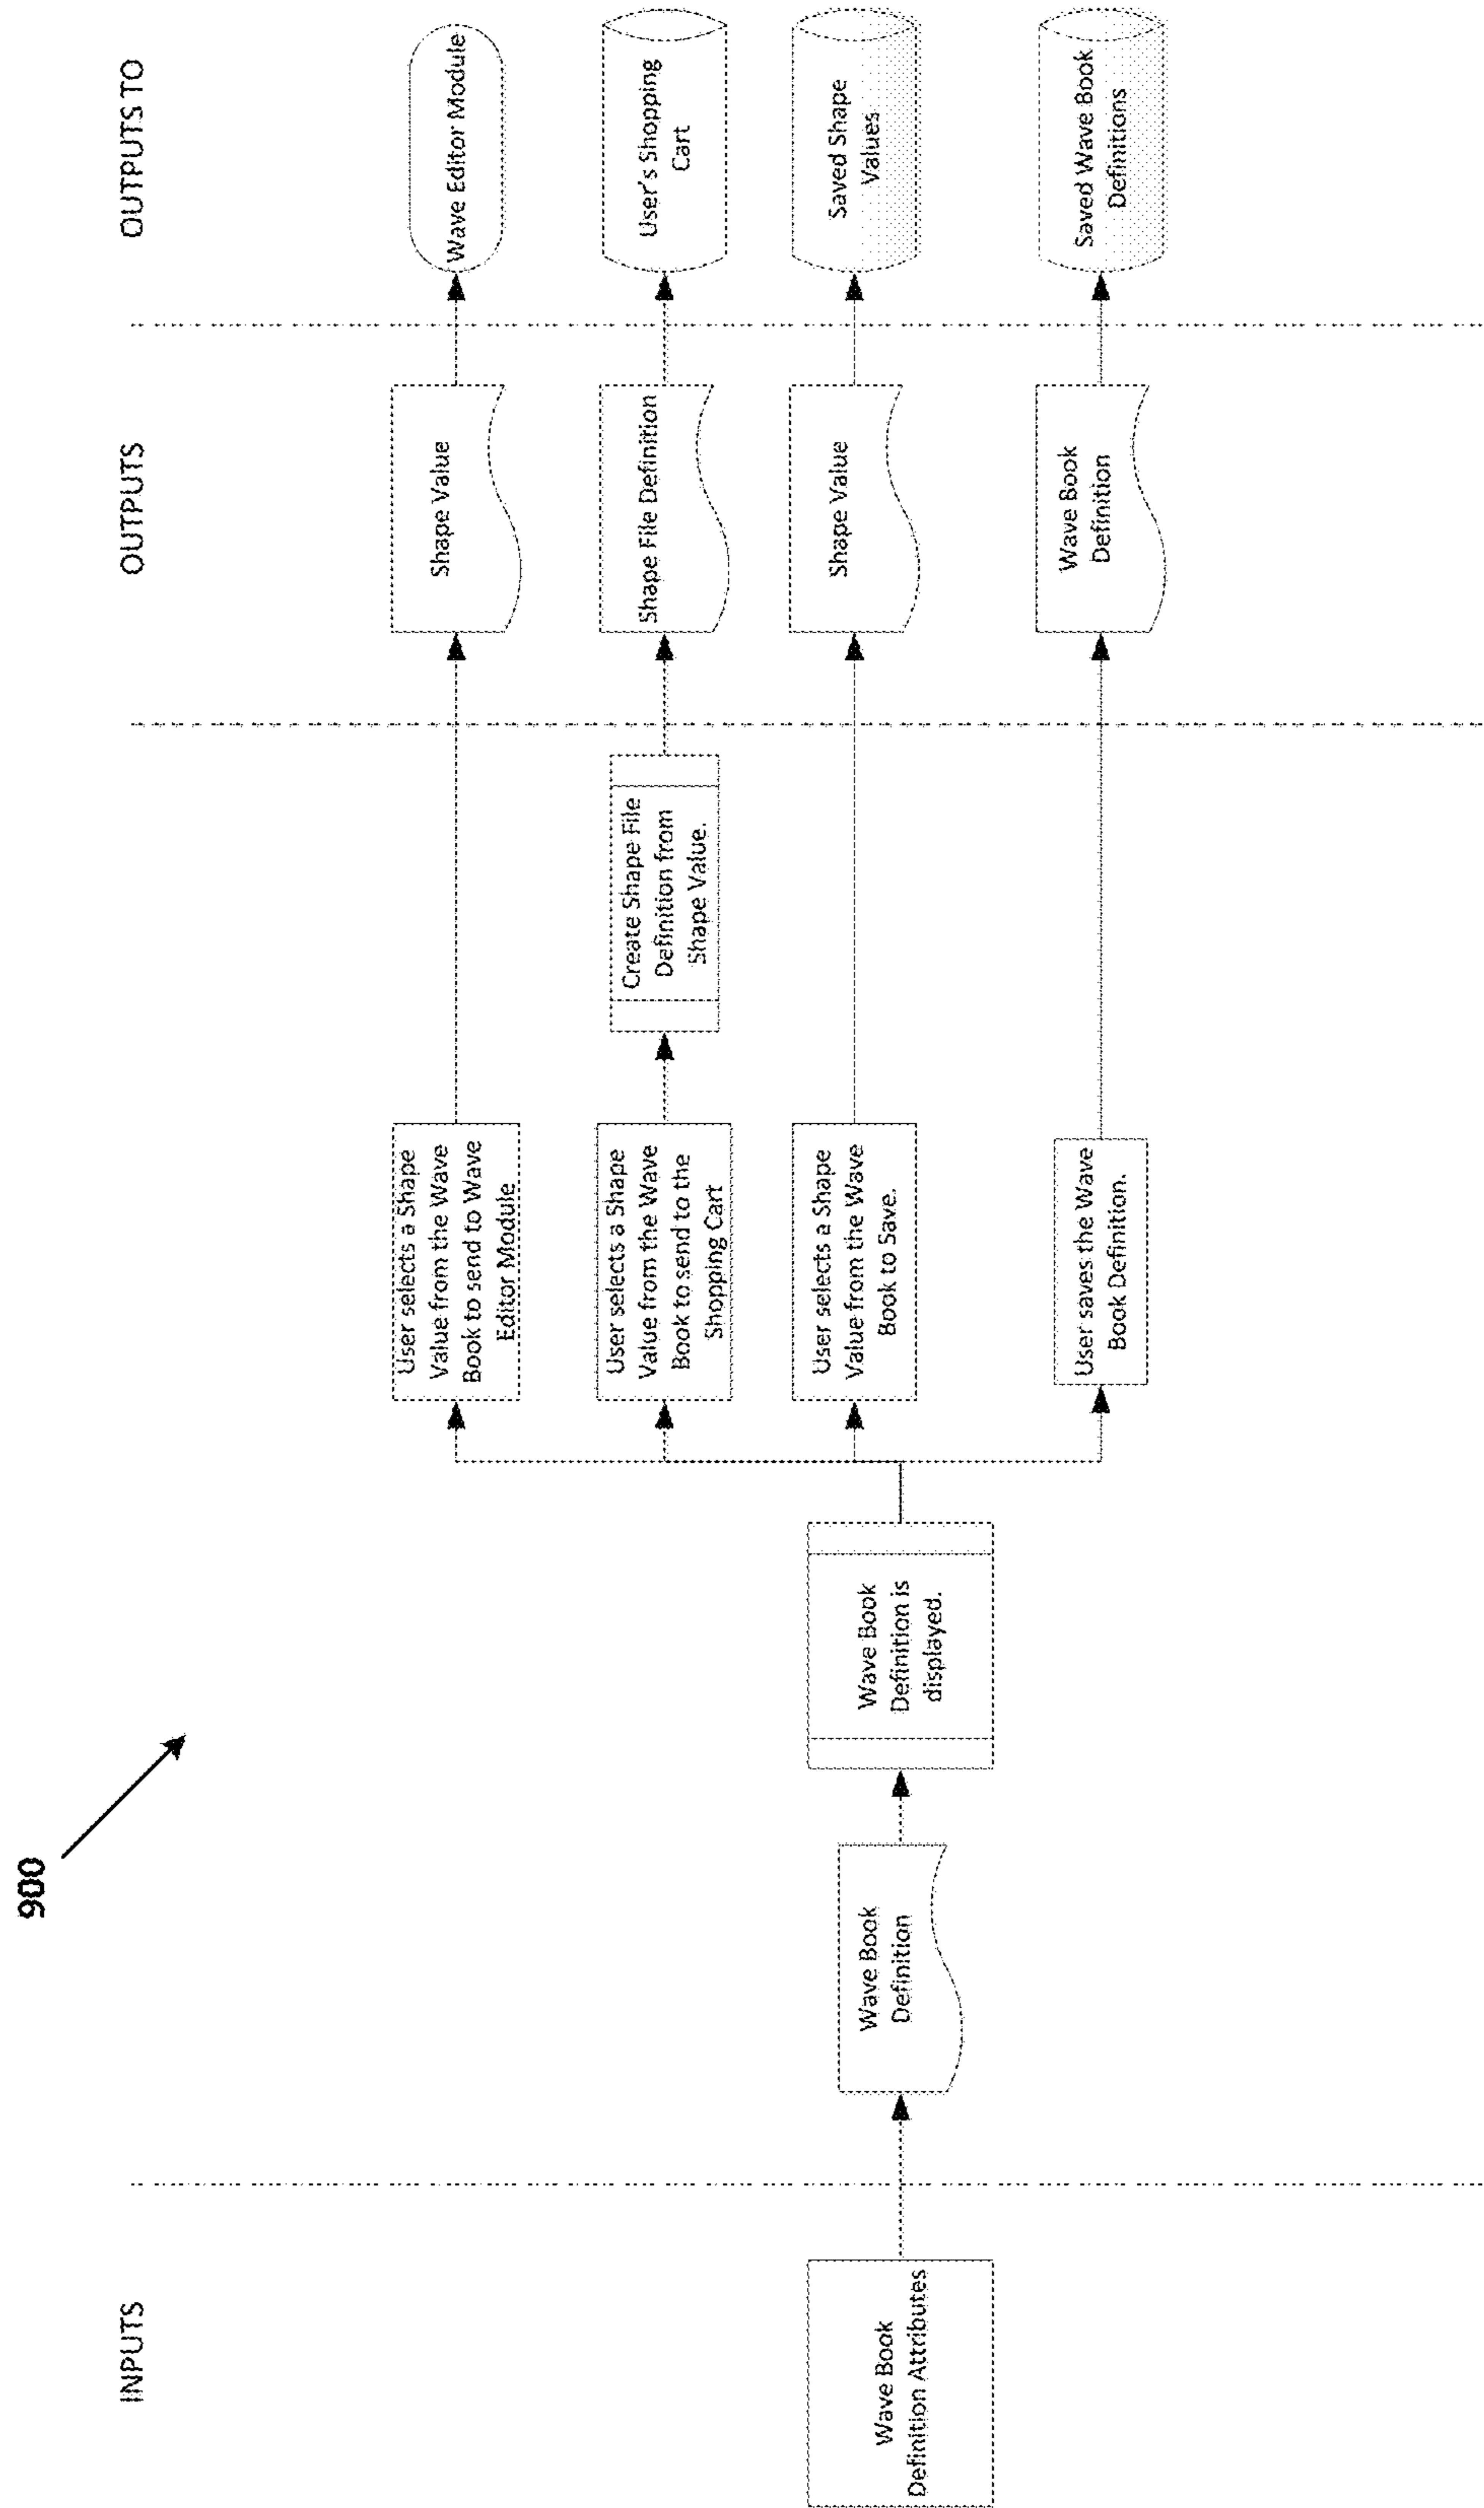 900
INPUTS
OUTPUTS
OUTPUTS TO
Wave Book
Definition Attributes
Wave Book
Definition
Wave Book
Definition is
displayed.
User selects a Shape
Value from the Wave
Book to send to Wave
Editor Module
Shape Value
Wave Editor Module
User selects a Shape
Value from the Wave
Book to send to the
Shopping Cart
Create Shape File
Definition from
Shape Value.
Shape File Definition
User's Shopping
Cart
User selects a Shape
Value from the Wave
Book to Save.
Shape Value
Saved Shape
Values
User saves the Wave
Book Definition.
Wave Book
Definition
Saved Wave Book
Definitions